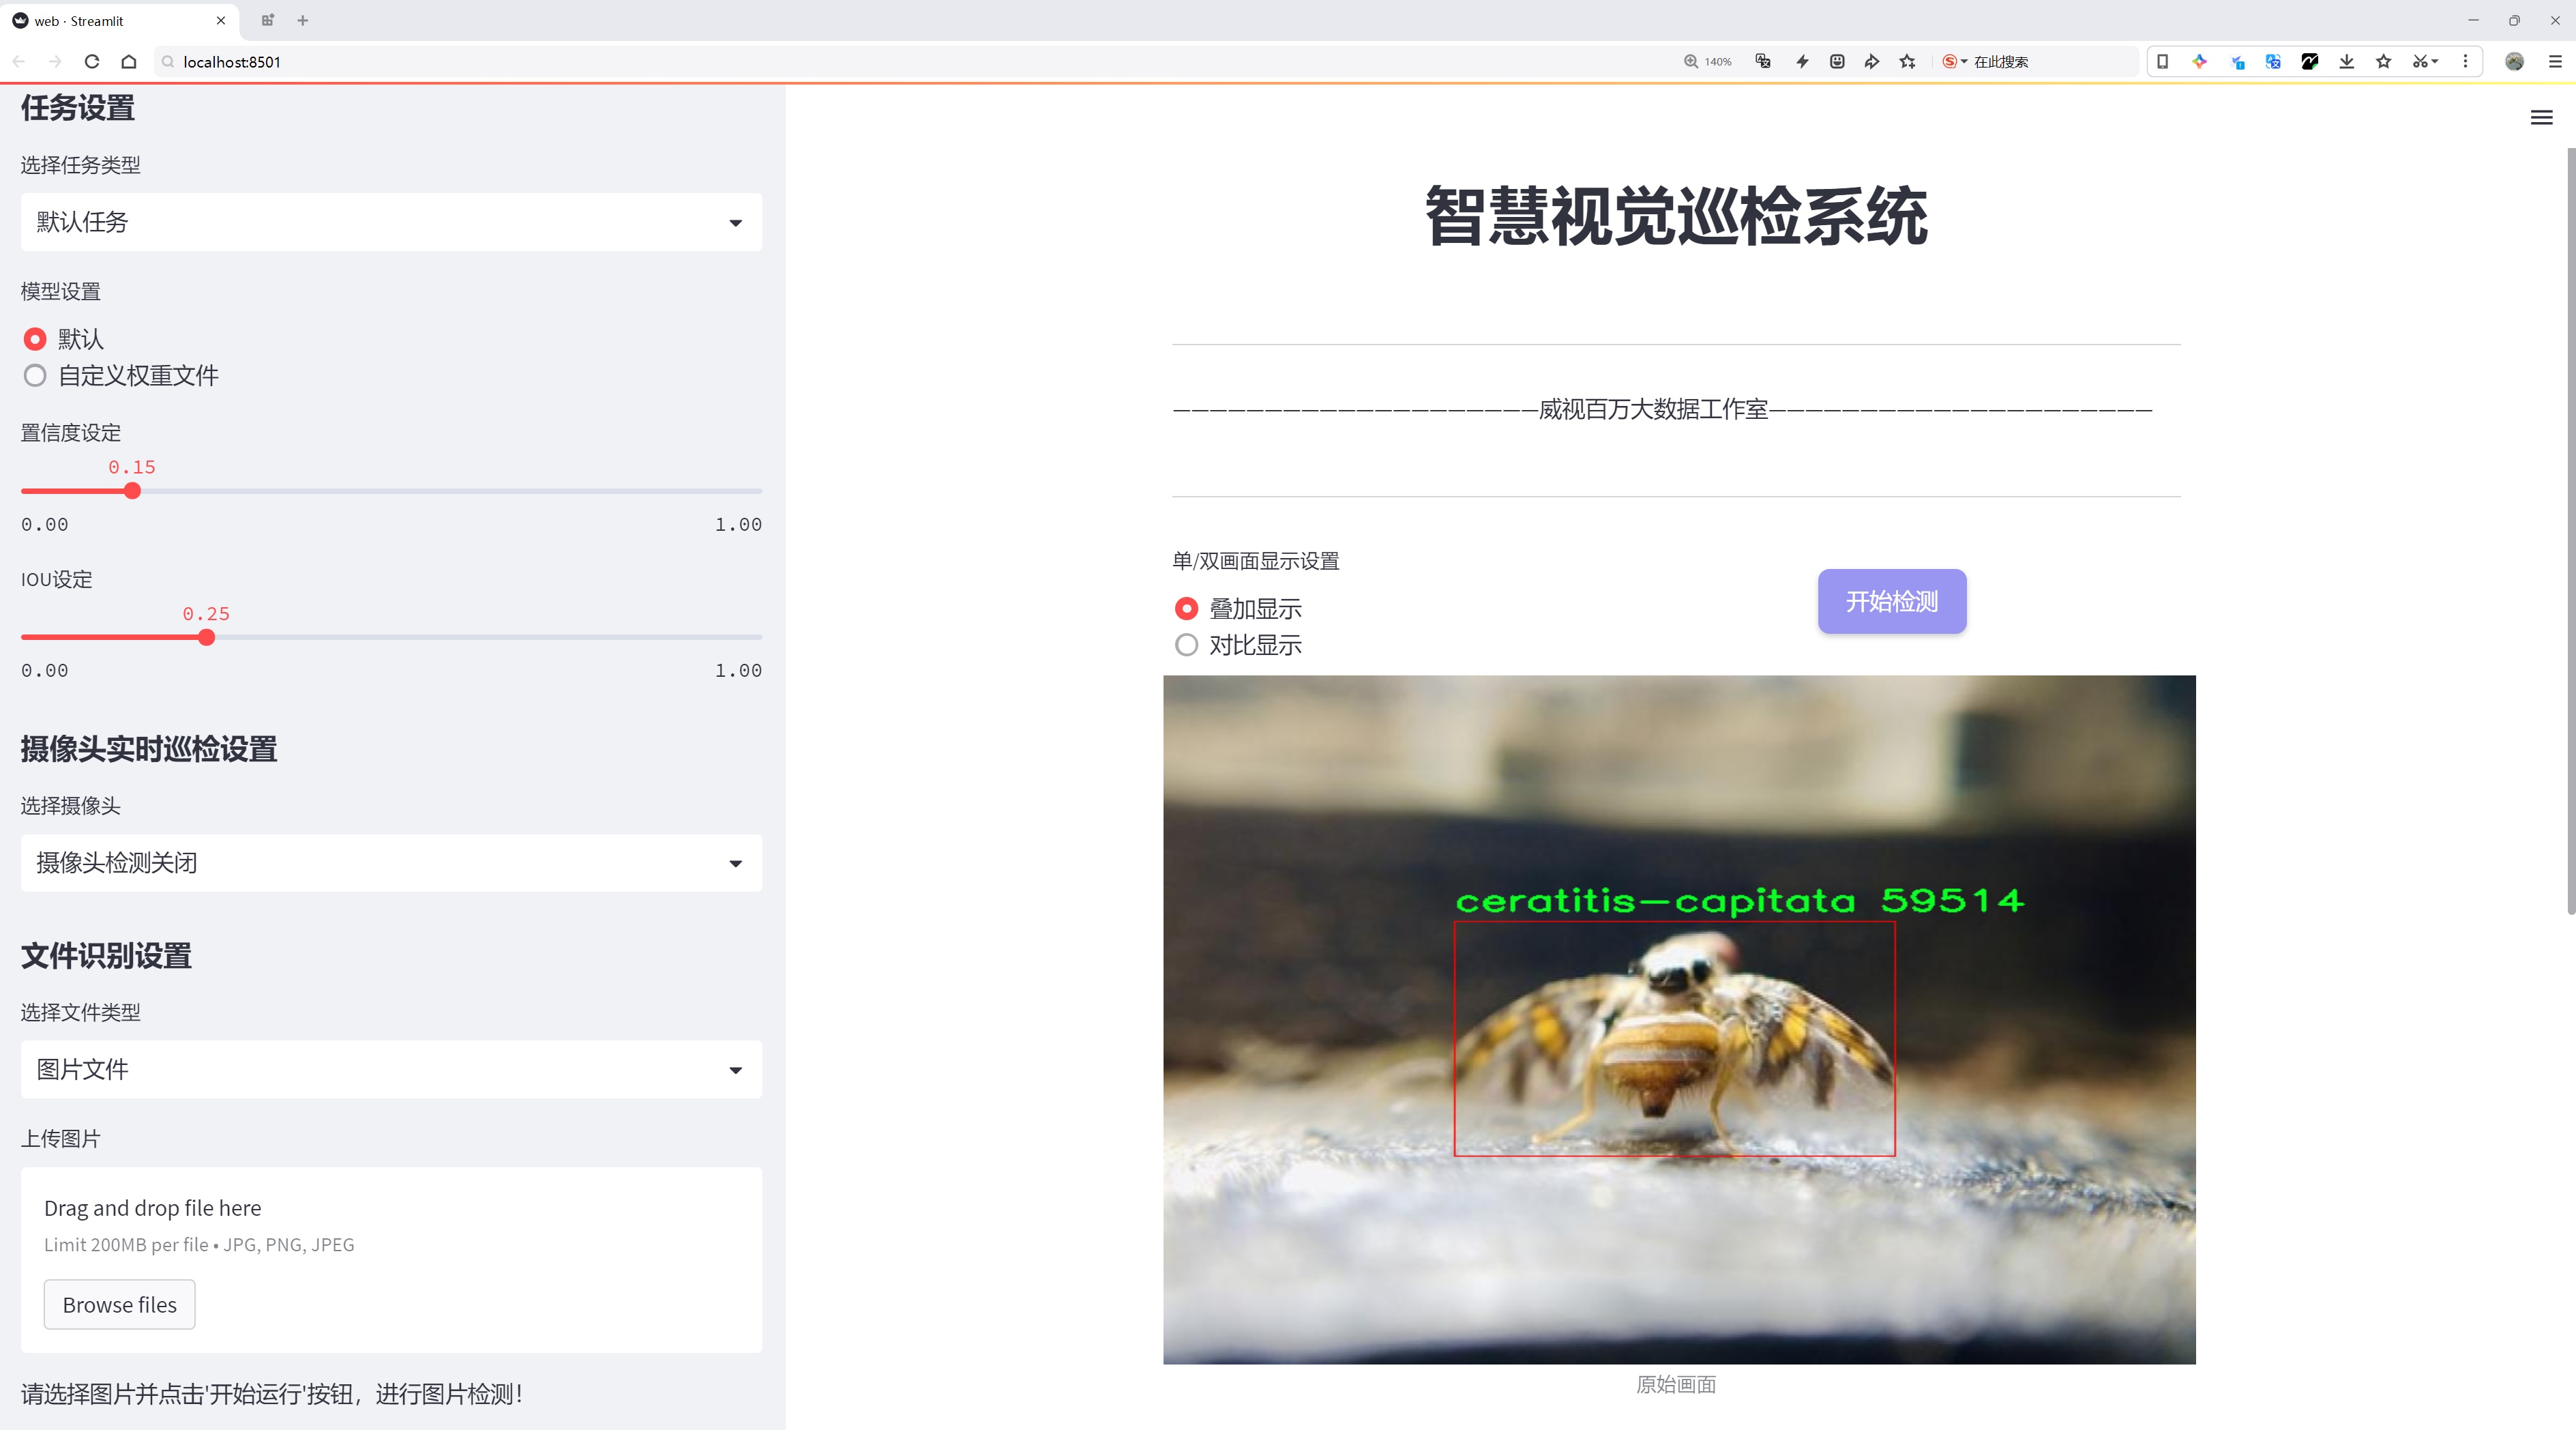 web · Streamlit
localhost:8501
140%
在此搜索
任务设置
选择任务类型
默认任务
模型设置
默认
自定义权重文件
置信度设定
0.15
0.00
1.00
IOU设定
0.25
0.00
1.00
摄像头实时巡检设置
选择摄像头
摄像头检测关闭
文件识别设置
选择文件类型
图片文件
上传图片
Drag and drop file here
Limit 200MB per file • JPG, PNG, JPEG
Browse files
请选择图片并点击'开始运行'按钮，进行图片检测！
智慧视觉巡检系统
————————————————————威视百万大数据工作室—————————————————————
单/双画面显示设置
叠加显示
对比显示
开始检测
ceratitis-capitata 59514
原始画面